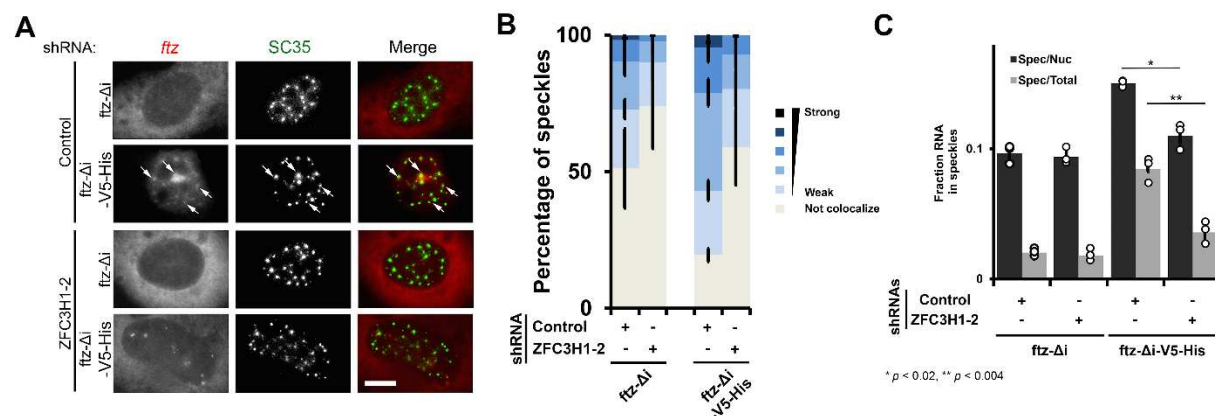 A
shRNA: ftz SC35 Merge
Control
ftz-Δi
ftz-Δi
-V5-His
ZFC3H1-2
ftz-Δi
ftz-Δi
-V5-His
B
Percentage of speckles
100
50
0
Strong
Weak
Not colocalize
shRNA
Control + - + -
ZFC3H1-2 - + - +
ftz-Δi
ftz-Δi
-V5-His
C
Fraction RNA
in speckles
Spec/Nuc
Spec/Total
*
**
0.1
0
shRNAs
Control + - + -
ZFC3H1-2 - + - +
ftz-Δi ftz-Δi-V5-His
* p < 0.02, ** p < 0.004